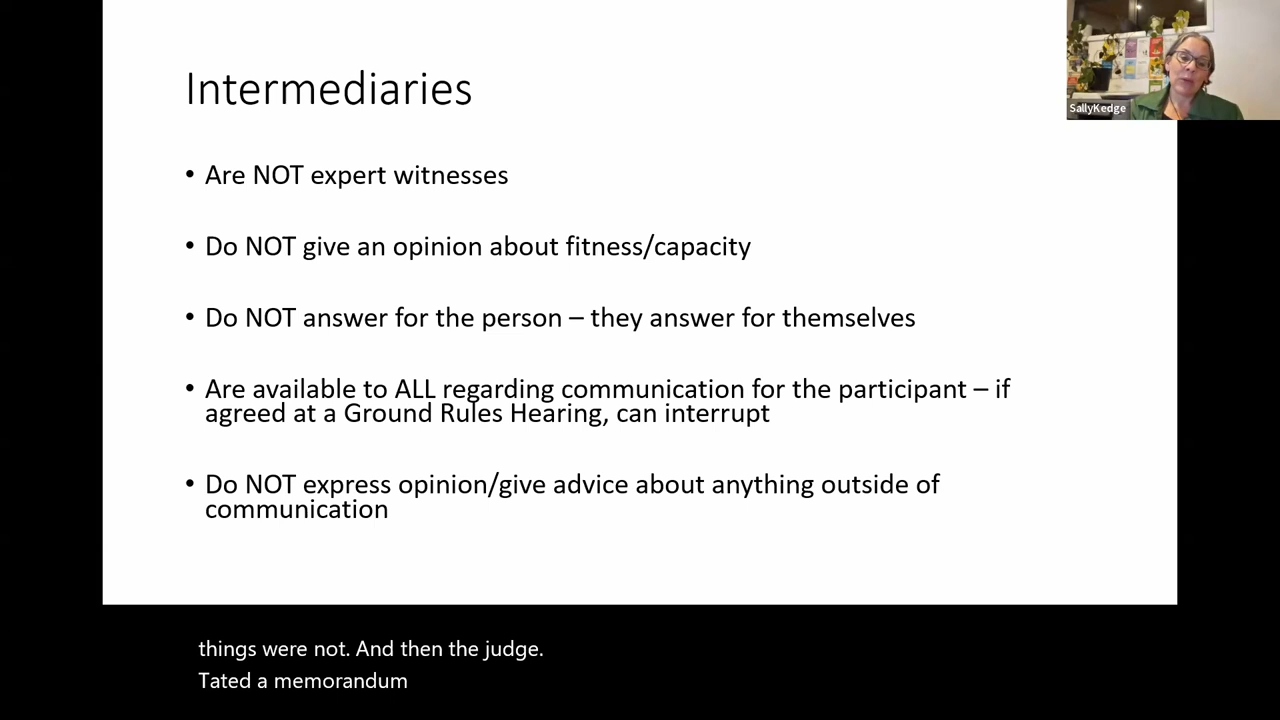 Intermediaries
SallyKedge
• Are NOT expert witnesses
• Do NOT give an opinion about fitness/capacity
• Do NOT answer for the person – they answer for themselves
• Are available to ALL regarding communication for the participant – if
agreed at a Ground Rules Hearing, can interrupt
• Do NOT express opinion/give advice about anything outside of
communication
things were not. And then the judge.
Tated a memorandum